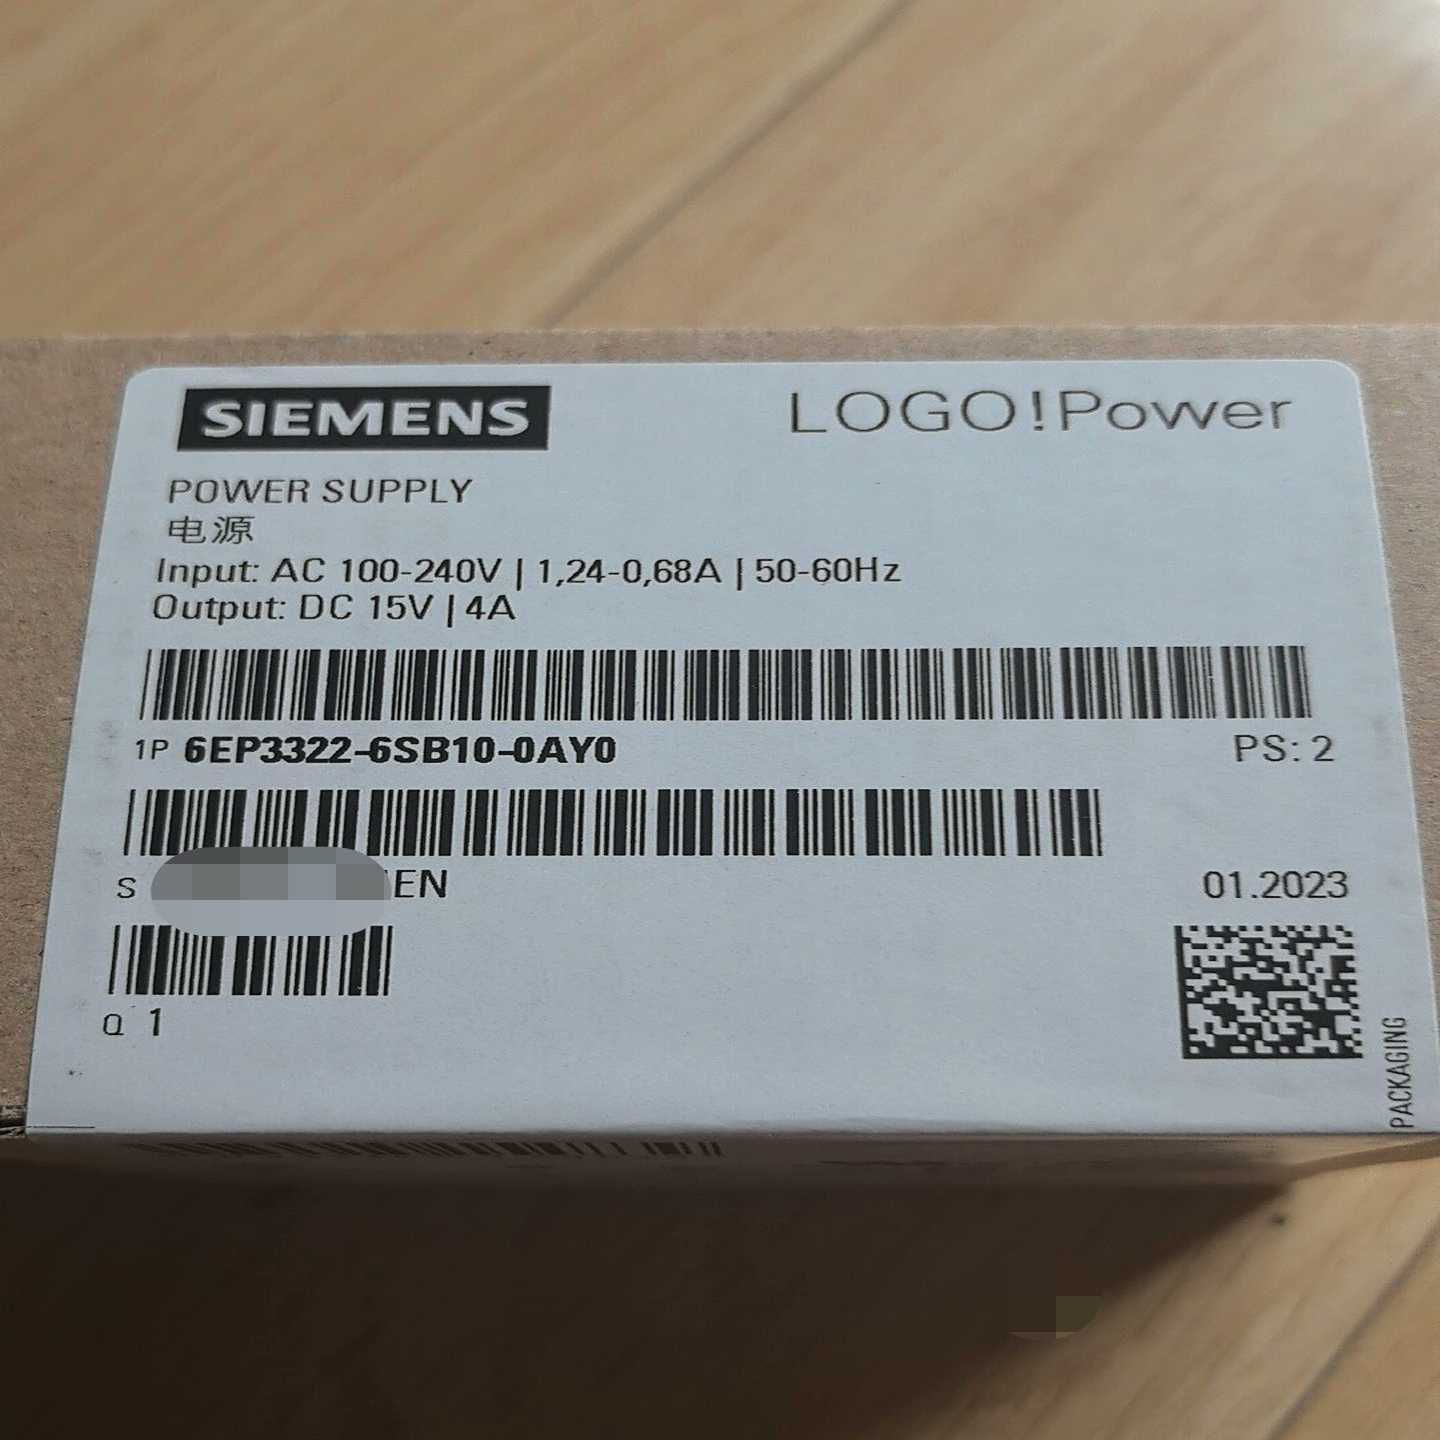 SIEMENS
LOGO!Power
POWER SUPPLY
电源
Input: AC 100-240V | 1,24-0,68A | 50-60Hz
Output: DC 15V | 4A
1P 6EP3322-6SB10-0AY0
PS: 2
S EN
01.2023
Q 1
PACKAGING